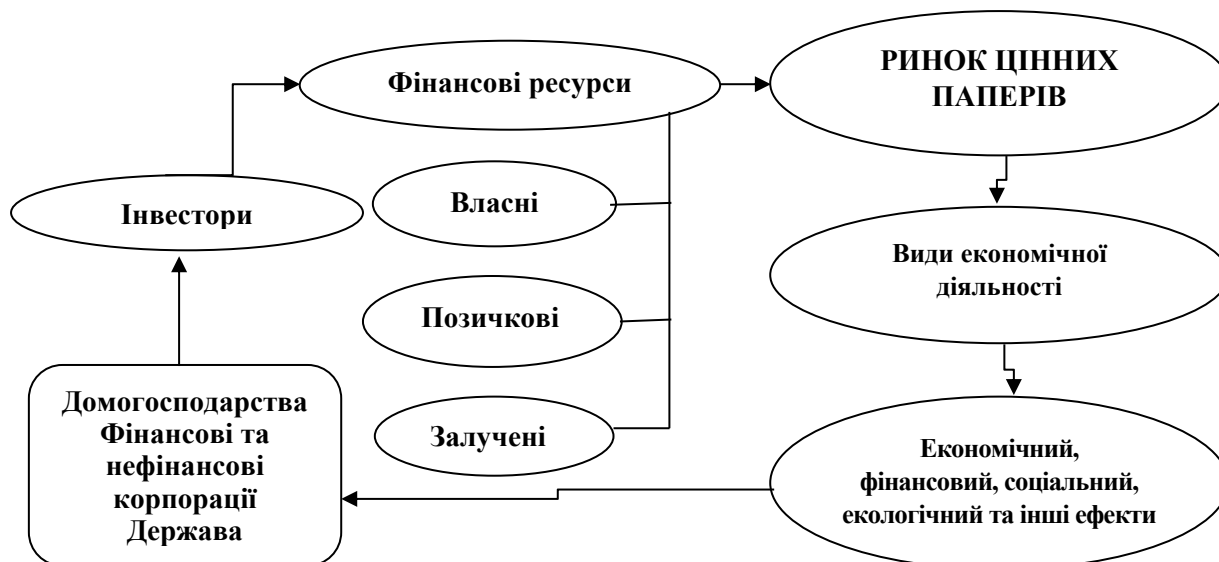 Фінансові ресурси
РИНОК ЦІННИХ
ПАПЕРІВ
Інвестори
Власні
Види економічної
діяльності
Позичкові
Домогосподарства
Фінансові та
нефінансові
корпорації
Держава
Залучені
Економічний,
фінансовий, соціальний,
екологічний та інші ефекти